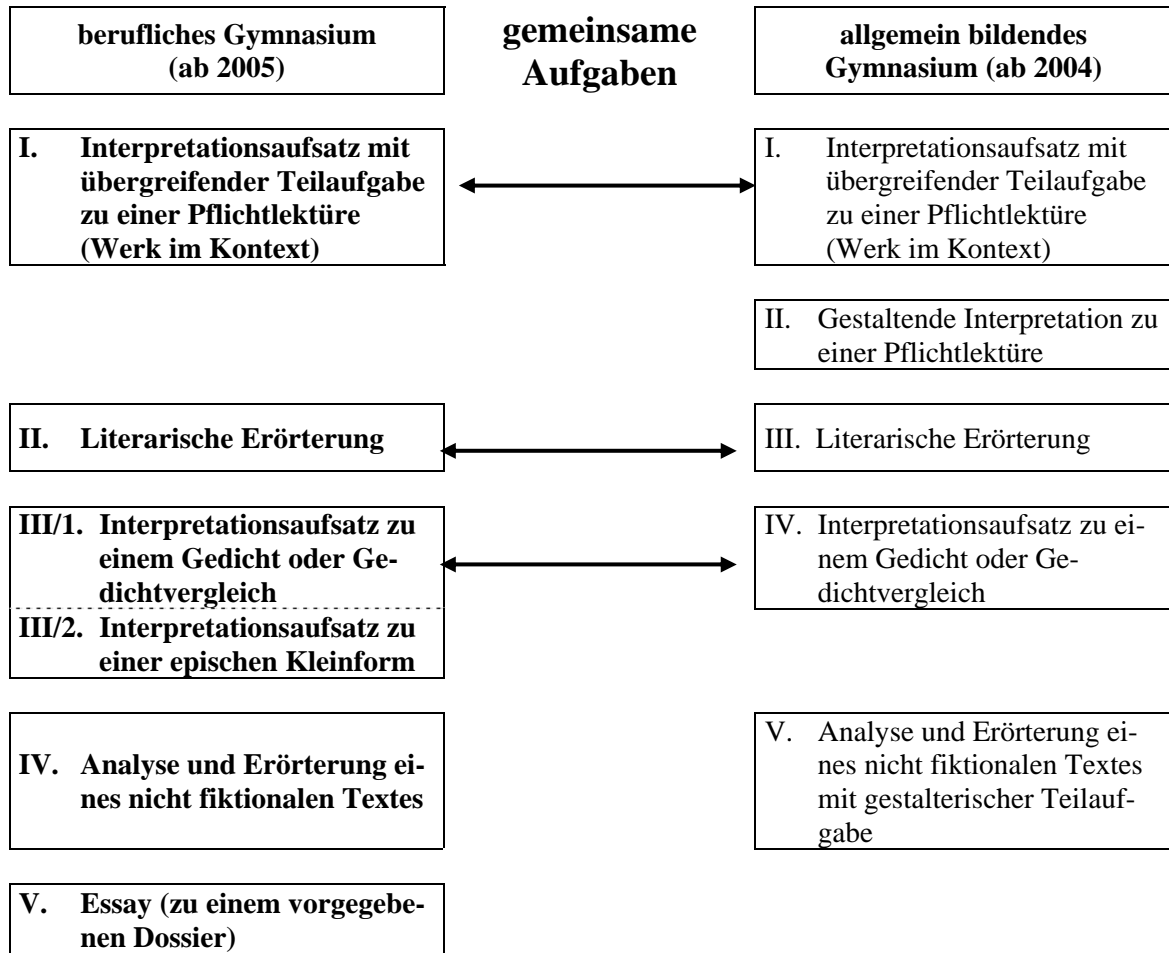 berufliches Gymnasium
(ab 2005)
gemeinsame
Aufgaben
allgemein bildendes
Gymnasium (ab 2004)
I. Interpretationsaufsatz mit
übergreifender Teilaufgabe
zu einer Pflichtlektüre
(Werk im Kontext)
I. Interpretationsaufsatz mit
übergreifender Teilaufgabe
zu einer Pflichtlektüre
(Werk im Kontext)
II. Gestaltende Interpretation zu
einer Pflichtlektüre
II. Literarische Erörterung
III. Literarische Erörterung
III/1. Interpretationsaufsatz zu
einem Gedicht oder Ge-
dichtvergleich
IV. Interpretationsaufsatz zu ei-
nem Gedicht oder Ge-
dichtvergleich
III/2. Interpretationsaufsatz zu
einer epischen Kleinform
IV. Analyse und Erörterung ei-
nes nicht fiktionalen Textes
V. Analyse und Erörterung ei-
nes nicht fiktionalen Textes
mit gestalterischer Teilauf-
gabe
V. Essay (zu einem vorgegebe-
nen Dossier)